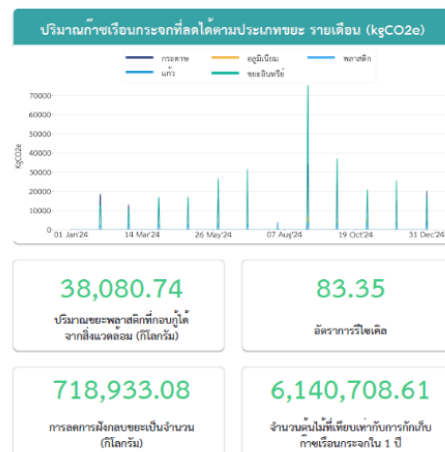 ปริมาณก๊าซเรือนกระจกที่ลดได้ตามประเภทขยะ รายเดือน (kgCO2e)
กระดาษ อลูมิเนียม พลาสติก
แก้ว ขยะอินทรีย์
KgCO2e
70000
60000
50000
40000
30000
20000
10000
0
01 Jan'24 14 Mar'24 26 May'24 07 Aug'24 19 Oct'24 31 Dec'24
38,080.74
ปริมาณขยะพลาสติกที่กอบกู้ได้
จากสิ่งแวดล้อม (กิโลกรัม)
83.35
อัตราการรีไซเคิล
718,933.08
การลดการฝังกลบขยะเป็นจำนวน
(กิโลกรัม)
6,140,708.61
จำนวนต้นไม้ที่เทียบเท่ากับการกักเก็บ
ก๊าซเรือนกระจกใน 1 ปี